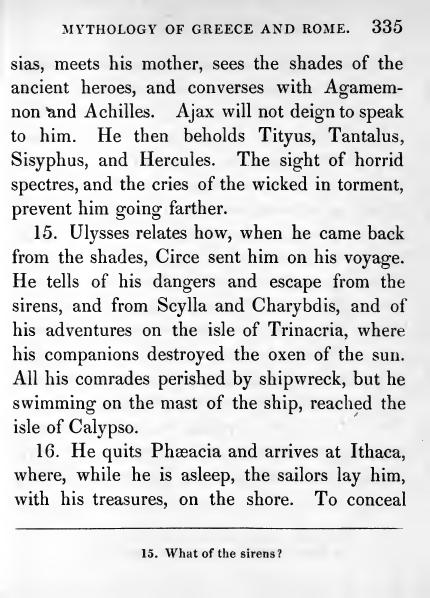 MYTHOLOGY OF GREECE AND ROME. 335
sias, meets his mother, sees the shades of the
ancient heroes, and converses with Agamem-
non and Achilles. Ajax will not deign to speak
to him. He then beholds Tityus, Tantalus,
Sisyphus, and Hercules. The sight of horrid
spectres, and the cries of the wicked in torment,
prevent him going farther.
15. Ulysses relates how, when he came back
from the shades, Circe sent him on his voyage.
He tells of his dangers and escape from the
sirens, and from Scylla and Charybdis, and of
his adventures on the isle of Trinacria, where
his companions destroyed the oxen of the sun.
All his comrades perished by shipwreck, but he
swimming on the mast of the ship, reached the
isle of Calypso.
16. He quits Phæacia and arrives at Ithaca,
where, while he is asleep, the sailors lay him,
with his treasures, on the shore. To conceal
15. What of the sirens?